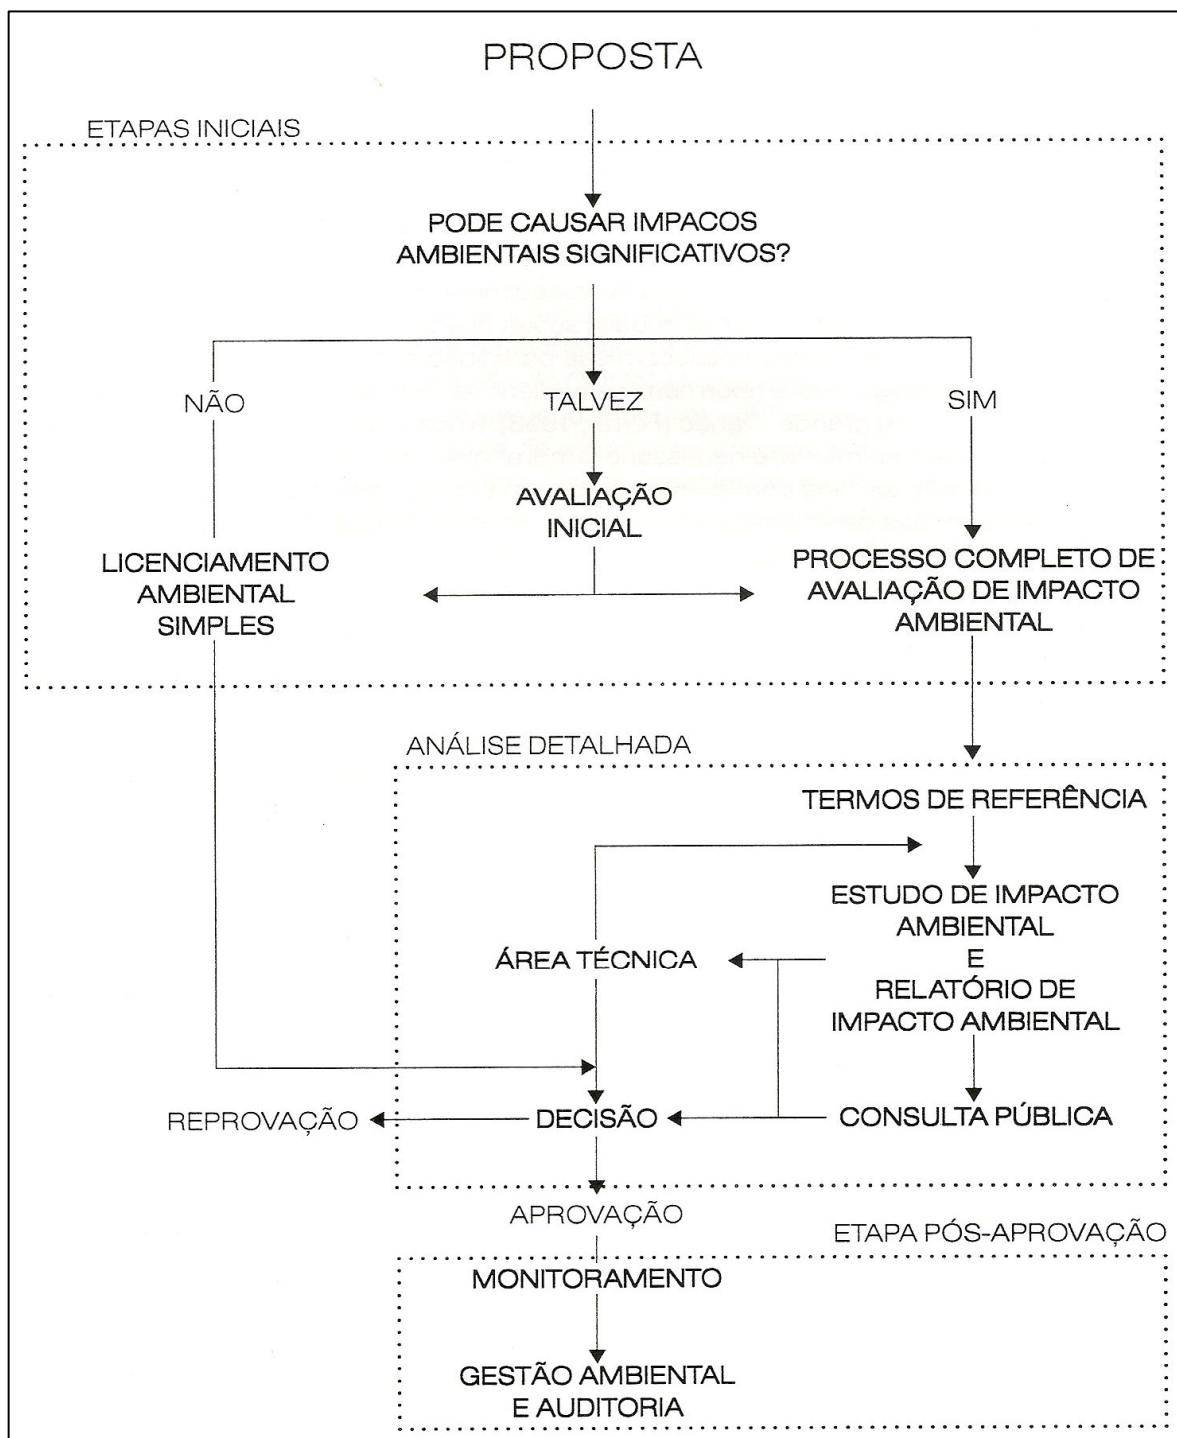 PROPOSTA
ETAPAS INICIAIS
PODE CAUSAR IMPACOS
AMBIENTAIS SIGNIFICATIVOS?
NÃO
TALVEZ
SIM
AVALIAÇÃO
INICIAL
LICENCIAMENTO
AMBIENTAL
SIMPLES
PROCESSO COMPLETO DE
AVALIAÇÃO DE IMPACTO
AMBIENTAL
ANÁLISE DETALHADA
TERMOS DE REFERÊNCIA
ESTUDO DE IMPACTO
AMBIENTAL
E
RELATÓRIO DE
IMPACTO AMBIENTAL
ÁREA TÉCNICA
REPROVAÇÃO
DECISÃO
CONSULTA PÚBLICA
APROVAÇÃO
ETAPA PÓS-APROVAÇÃO
MONITORAMENTO
GESTÃO AMBIENTAL
E AUDITORIA